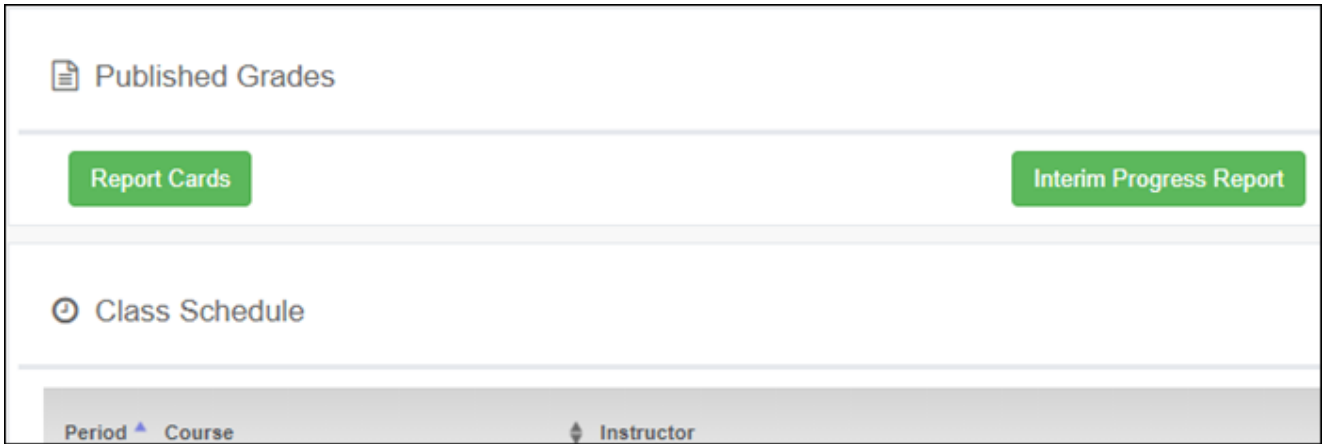 Published Grades
Report Cards Interim Progress Report
Class Schedule
Period Course Instructor